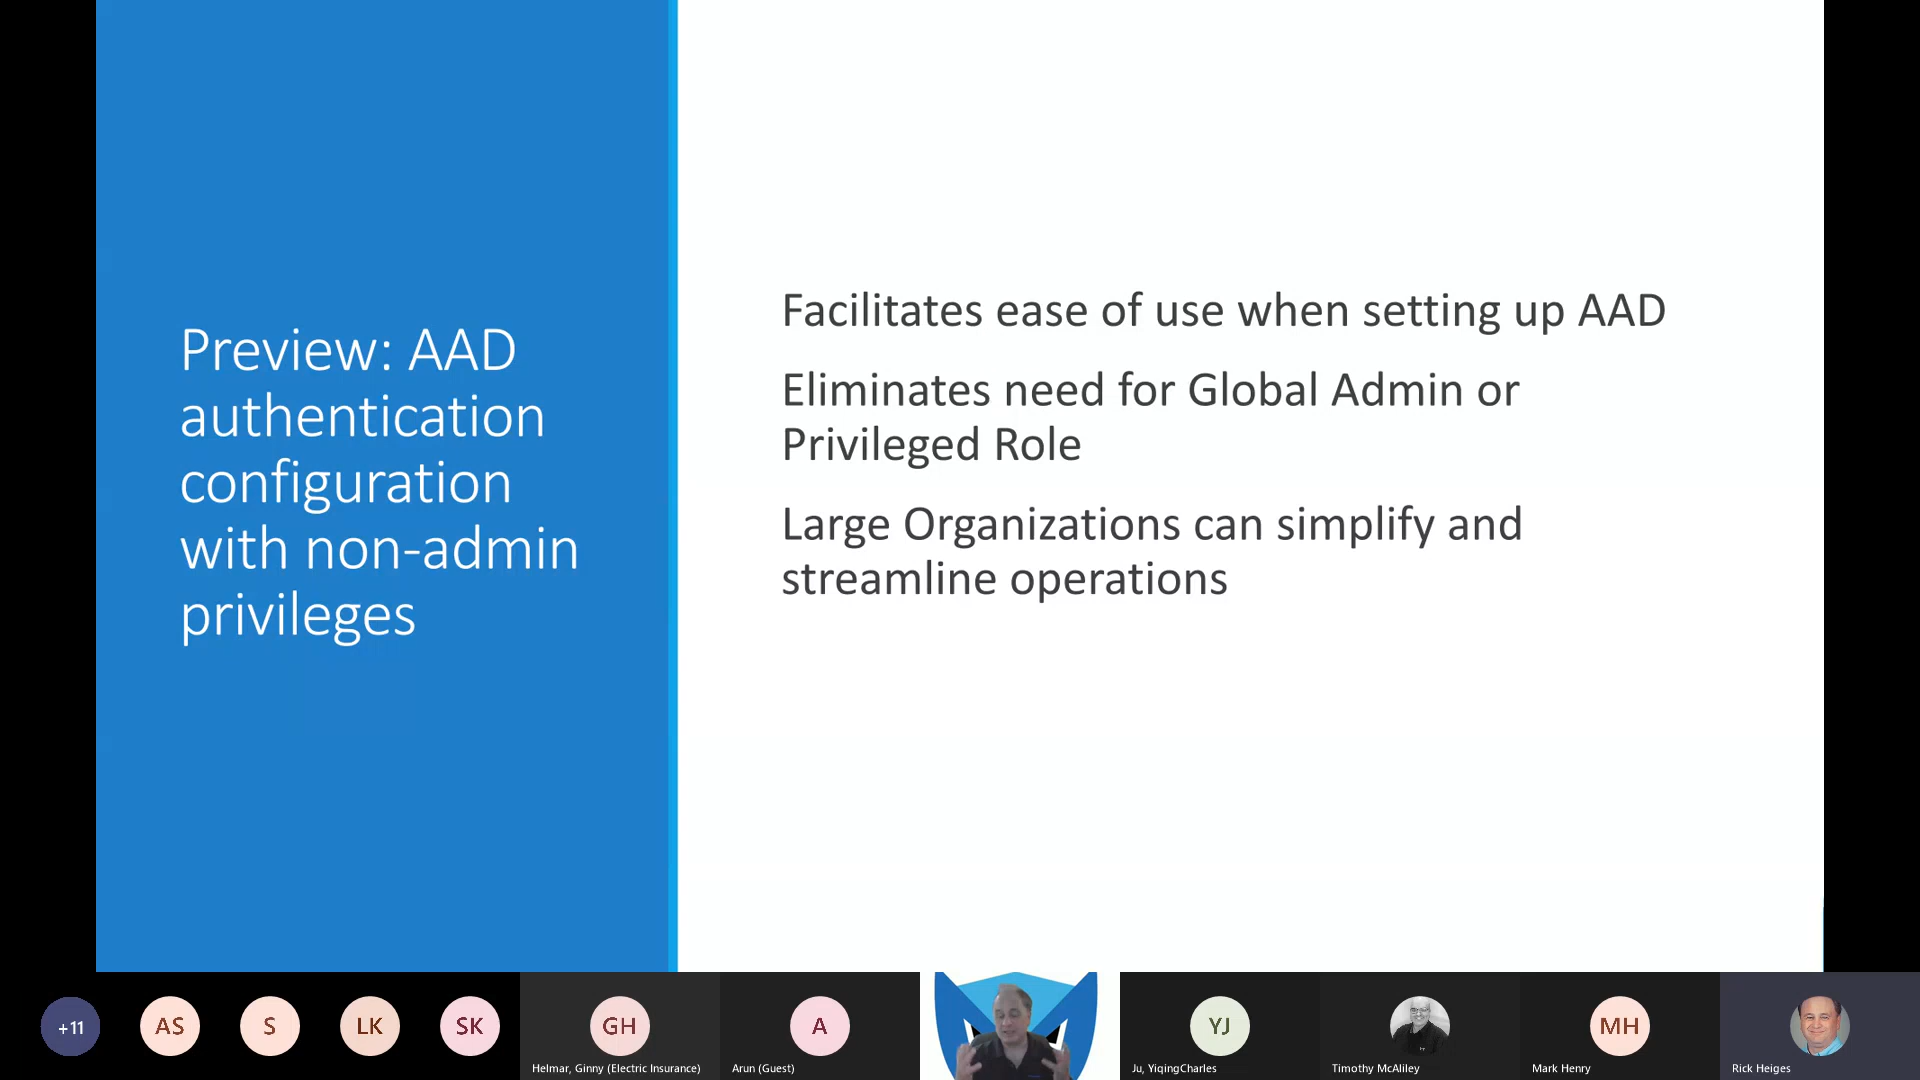 Preview: AAD
authentication
configuration
with non-admin
privileges
Facilitates ease of use when setting up AAD
Eliminates need for Global Admin or
Privileged Role
Large Organizations can simplify and
streamline operations
+11
AS
S
LK
SK
GH
Helmar, Ginny (Electric Insurance)
A
Arun (Guest)
YJ
Ju, YiqingCharles
Timothy McAliley
MH
Mark Henry
Rick Heiges